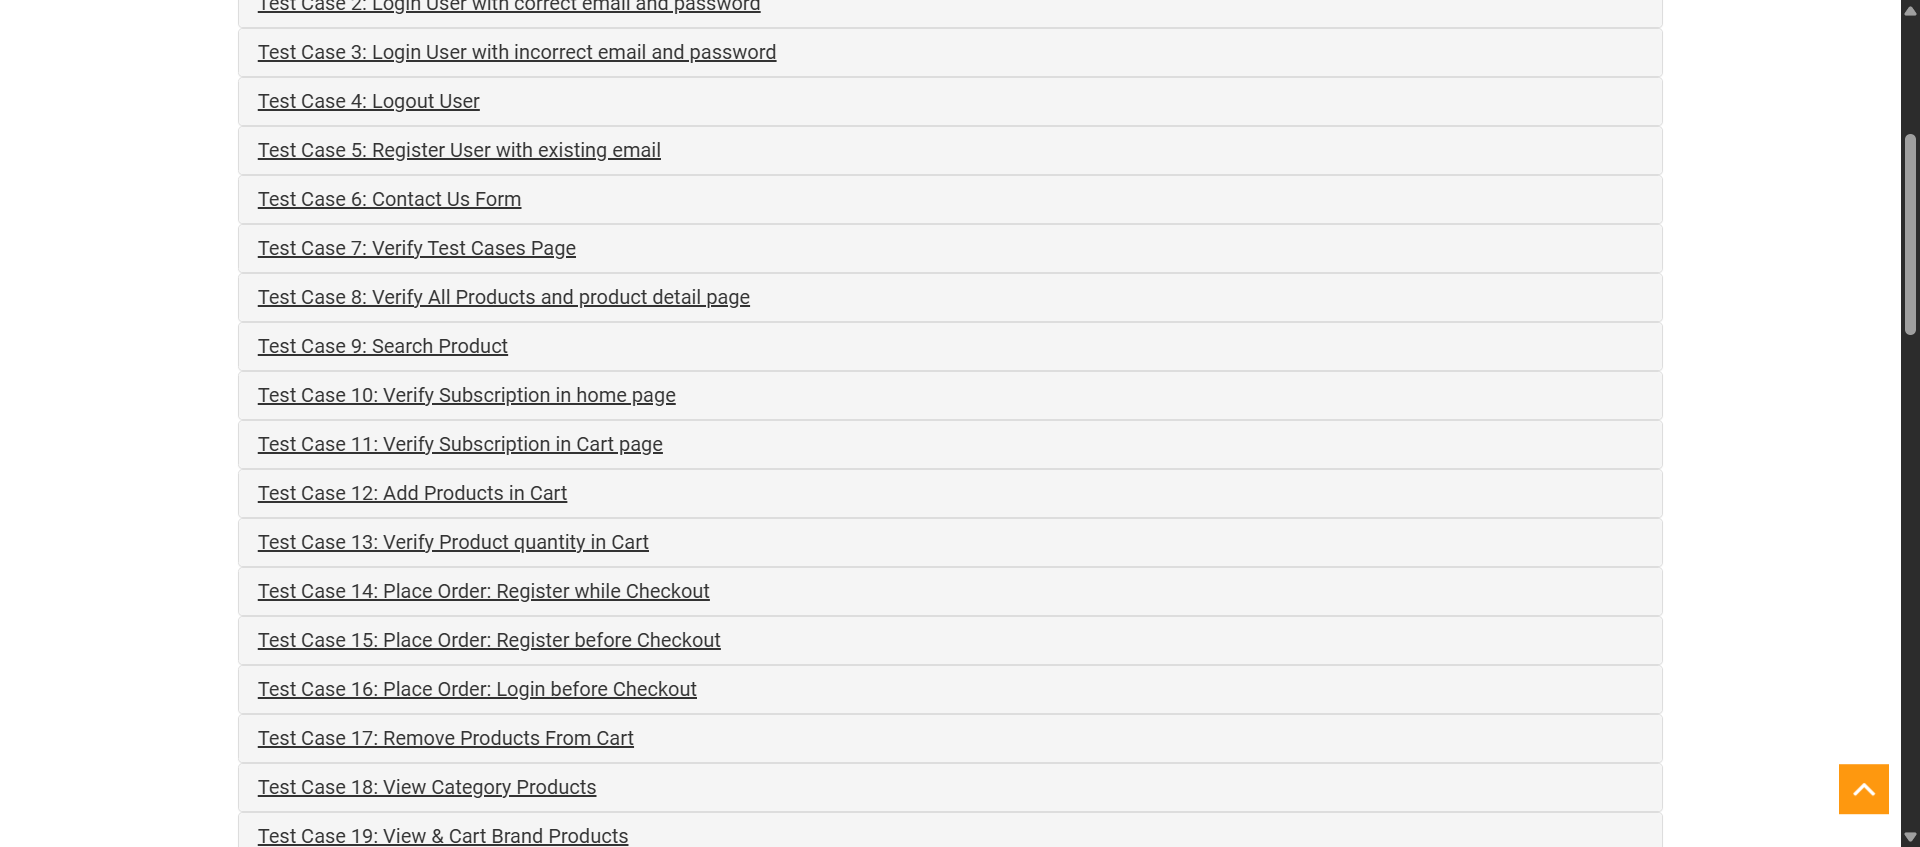 Test Case 2: Login User with correct email and password
Test Case 3: Login User with incorrect email and password
Test Case 4: Logout User
Test Case 5: Register User with existing email
Test Case 6: Contact Us Form
Test Case 7: Verify Test Cases Page
Test Case 8: Verify All Products and product detail page
Test Case 9: Search Product
Test Case 10: Verify Subscription in home page
Test Case 11: Verify Subscription in Cart page
Test Case 12: Add Products in Cart
Test Case 13: Verify Product quantity in Cart
Test Case 14: Place Order: Register while Checkout
Test Case 15: Place Order: Register before Checkout
Test Case 16: Place Order: Login before Checkout
Test Case 17: Remove Products From Cart
Test Case 18: View Category Products
Test Case 19: View & Cart Brand Products